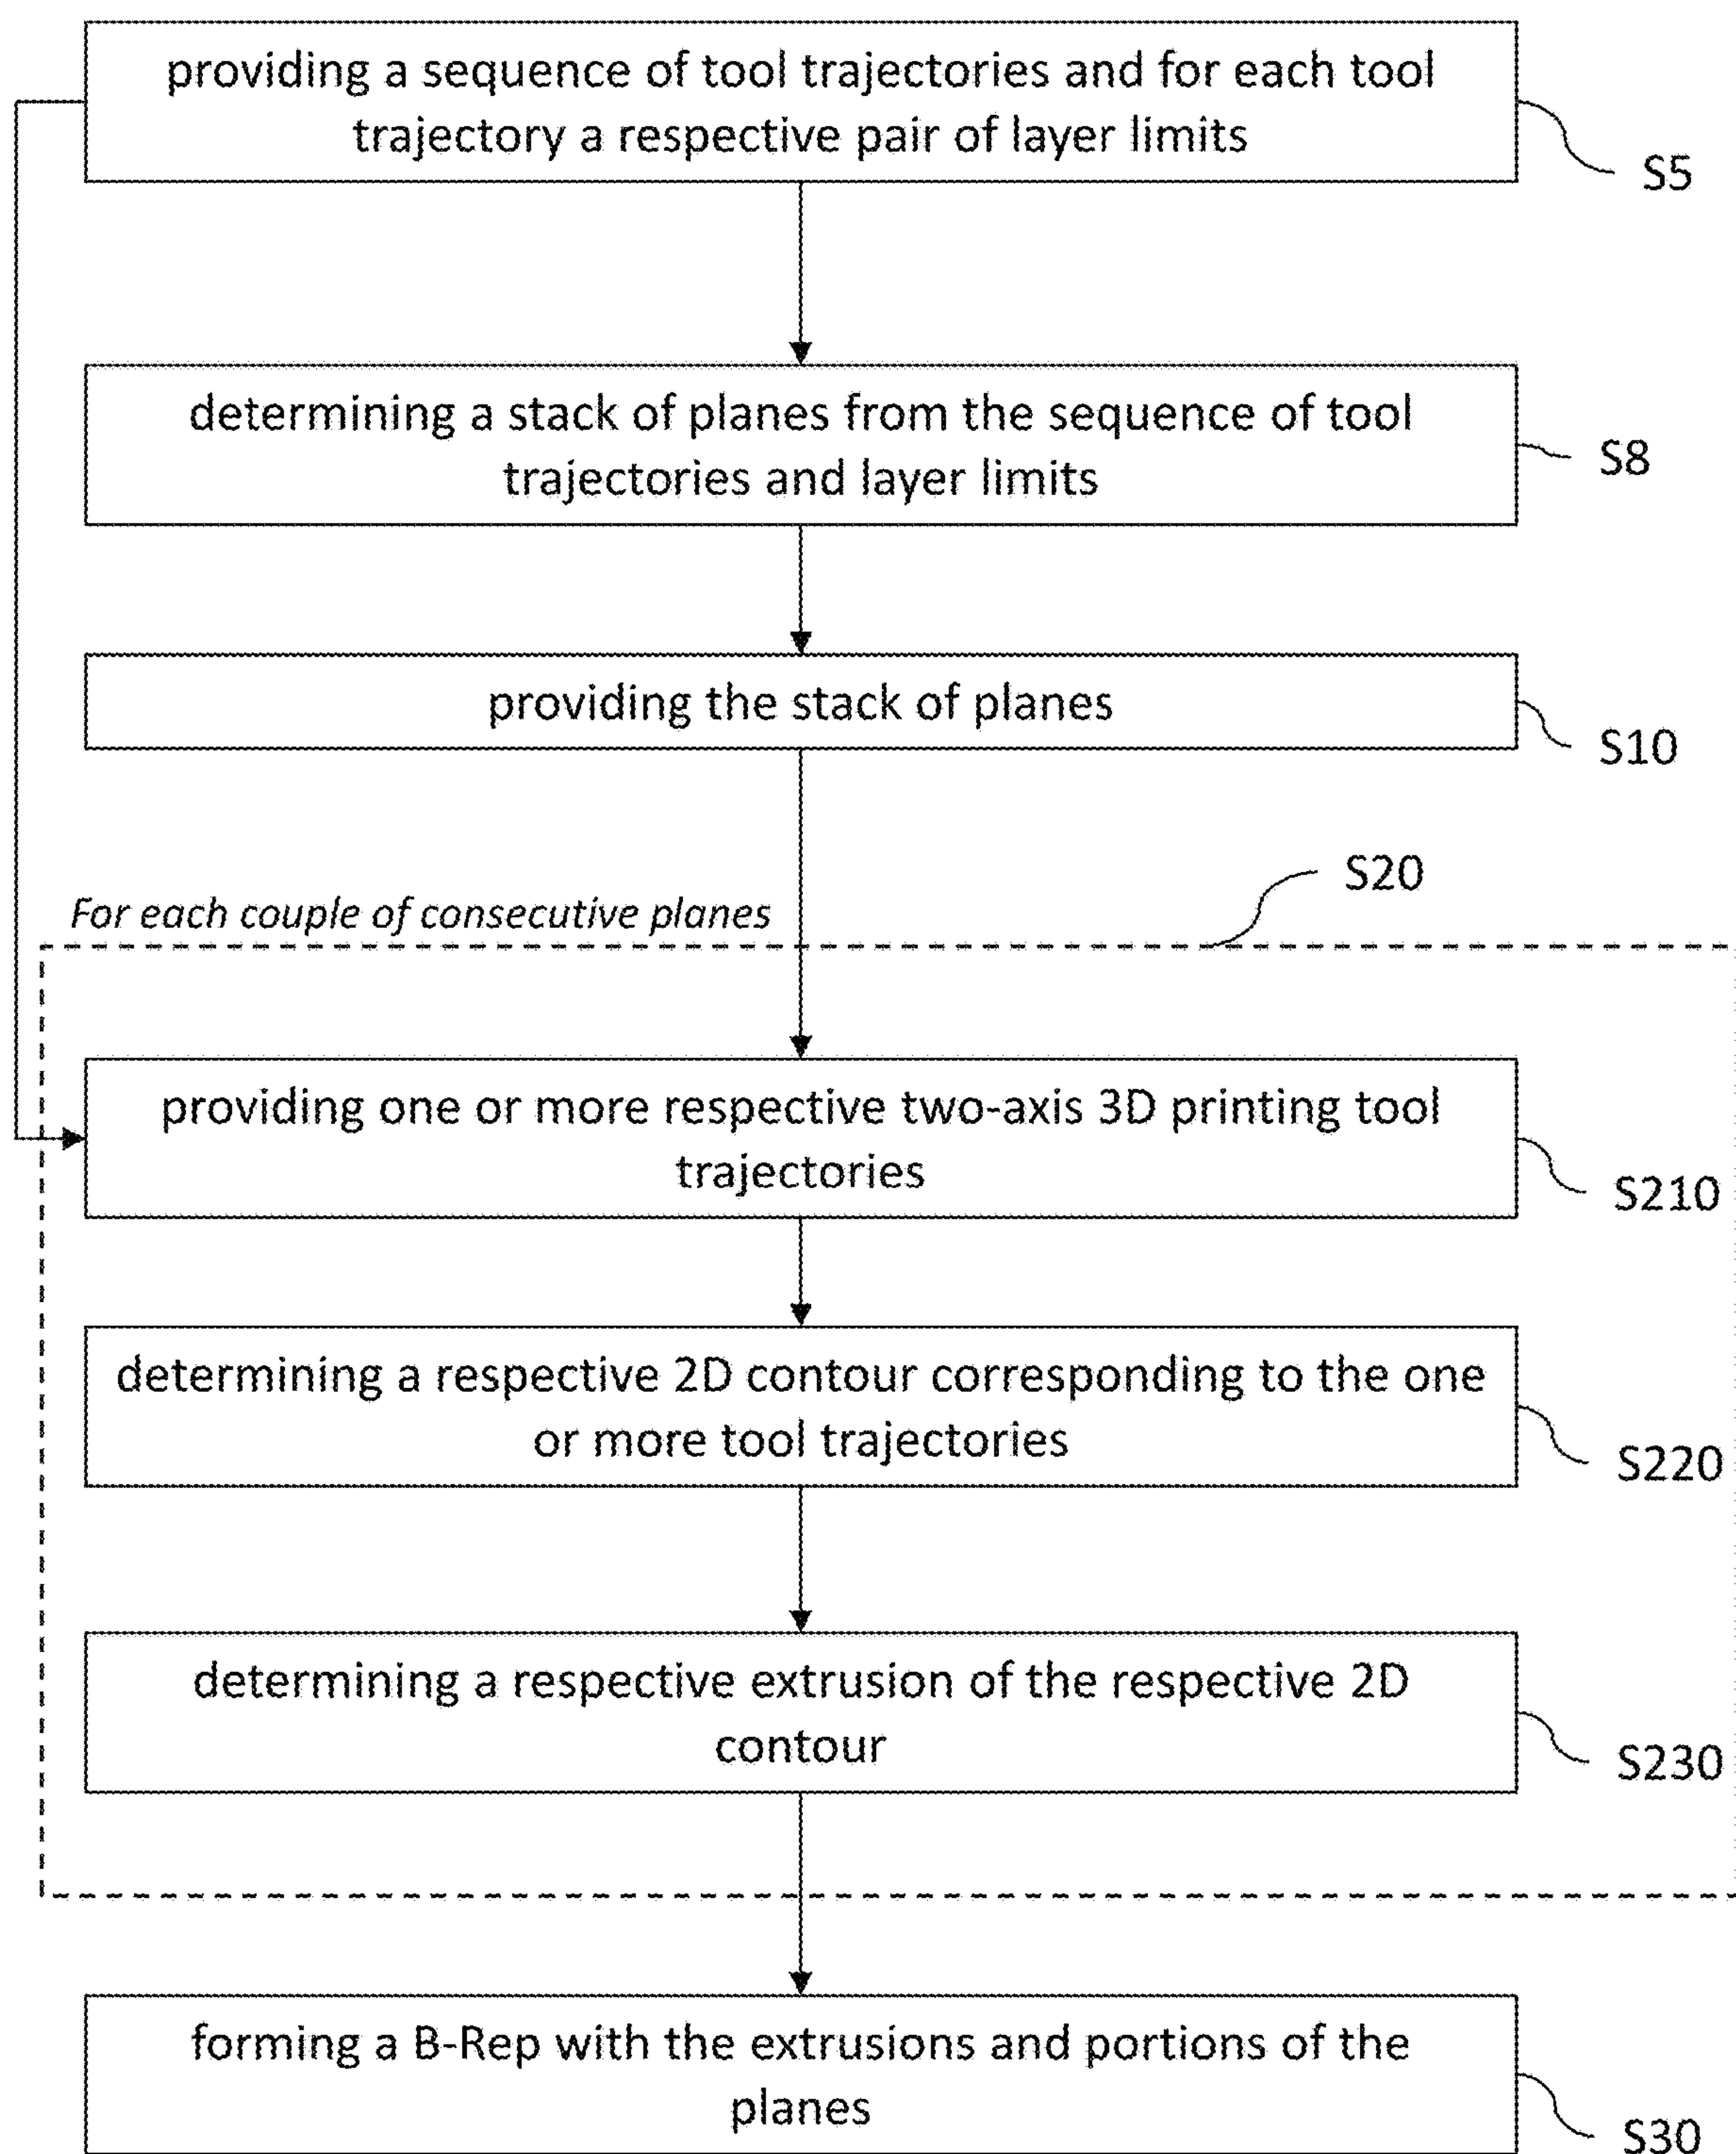 providing a sequence of tool trajectories and for each tool
trajectory a respective pair of layer limits
S5
determining a stack of planes from the sequence of tool
trajectories and layer limits
S8
providing the stack of planes
S10
S20
For each couple of consecutive planes
providing one or more respective two-axis 3D printing tool
trajectories
S210
determining a respective 2D contour corresponding to the one
or more tool trajectories
S220
determining a respective extrusion of the respective 2D
contour
S230
forming a B-Rep with the extrusions and portions of the
planes
S30